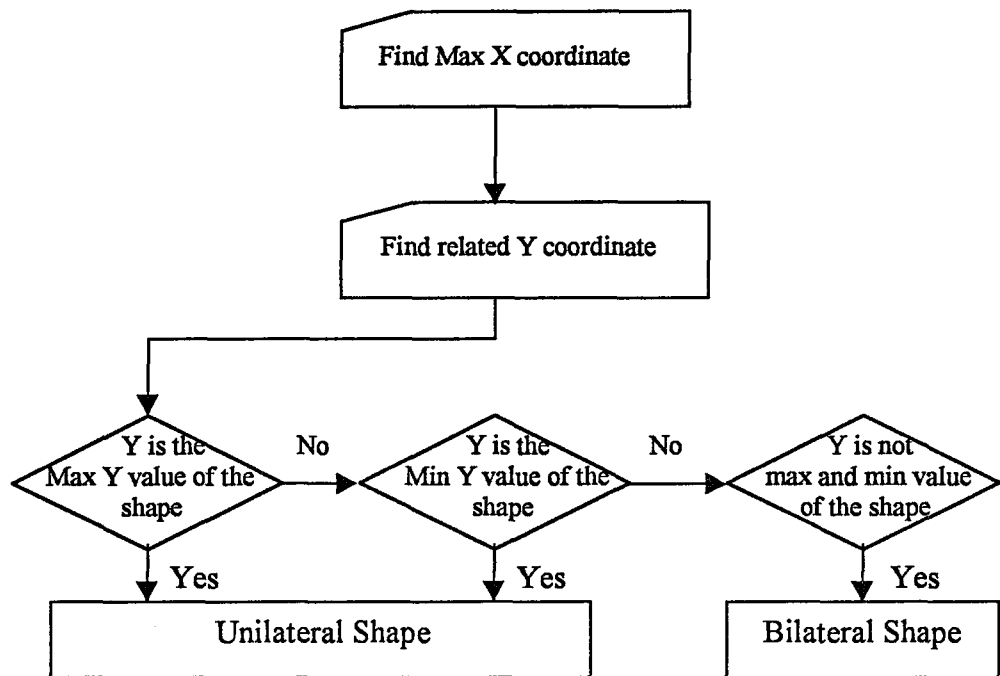 Find Max X coordinate
Find related Y coordinate
Y is the
Max Y value of the
shape
No
Y is the
Min Y value of the
shape
No
Y is not
max and min value
of the shape
Yes
Yes
Yes
Unilateral Shape
Bilateral Shape